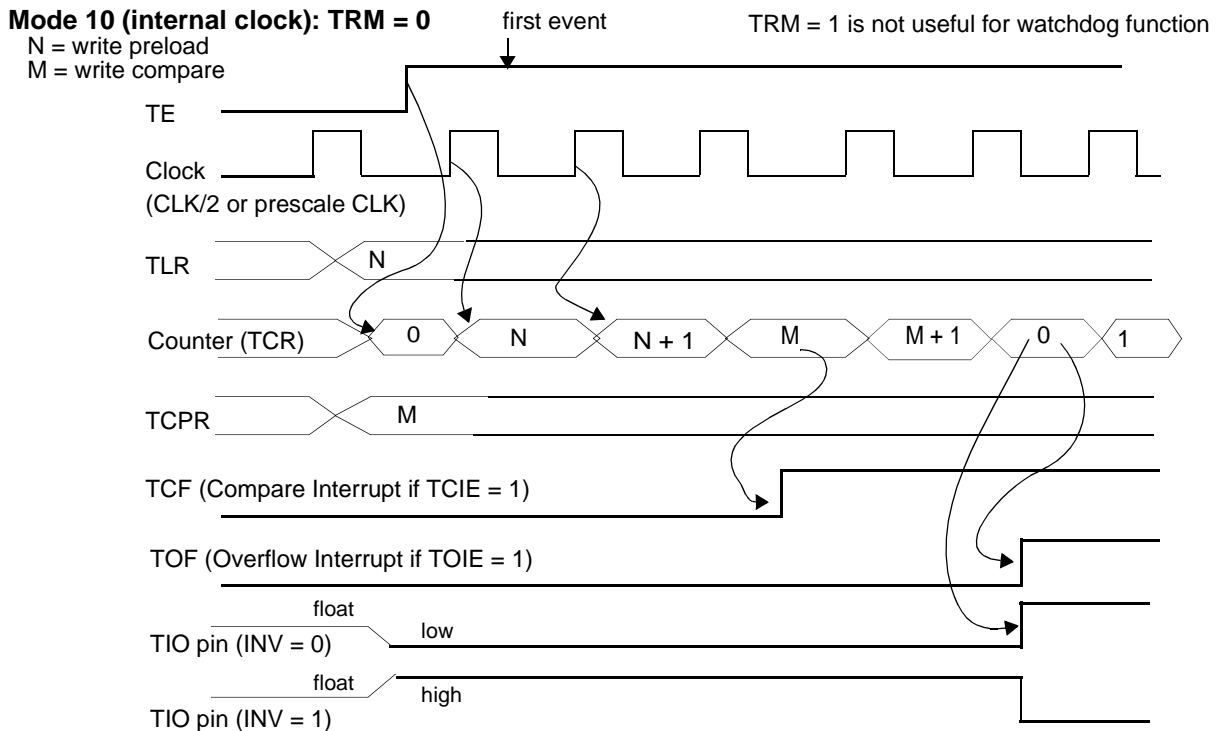 Mode 10 (internal clock): TRM = 0
first event
TRM = 1 is not useful for watchdog function
N = write preload
M = write compare
TE
Clock
(CLK/2 or prescale CLK)
TLR
N
Counter (TCR)
0
N
N + 1
M
M + 1
0
1
TCPR
M
TCF (Compare Interrupt if TCIE = 1)
TOF (Overflow Interrupt if TOIE = 1)
float
low
TIO pin (INV = 0)
float
high
TIO pin (INV = 1)